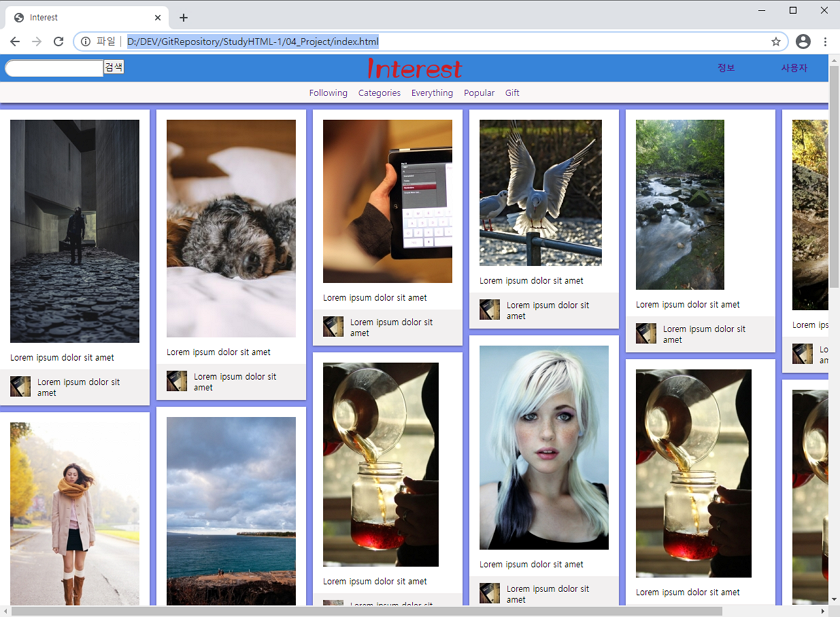 Interest
파일
D:/DEV/GitRepository/StudyHTML-1/04_Project/index.html
검색
Interest
정보
사용자
Following Categories Everything Popular Gift
Lorem ipsum dolor sit amet
Lorem ipsum dolor sit
amet
Lorem ipsum dolor sit amet
Lorem ipsum dolor sit
amet
Lorem ipsum dolor sit amet
Lorem ipsum dolor sit
amet
Lorem ipsum dolor sit amet
Lorem ipsum dolor sit
Lorem ipsum dolor sit amet
Lorem ipsum dolor sit
amet
Lorem ipsum dolor sit amet
Lorem ipsum dolor sit
amet
Lorem ipsum dolor sit amet
Lorem ipsum dolor sit
amet
Lorem ipsum dolor sit amet
Lorem ips